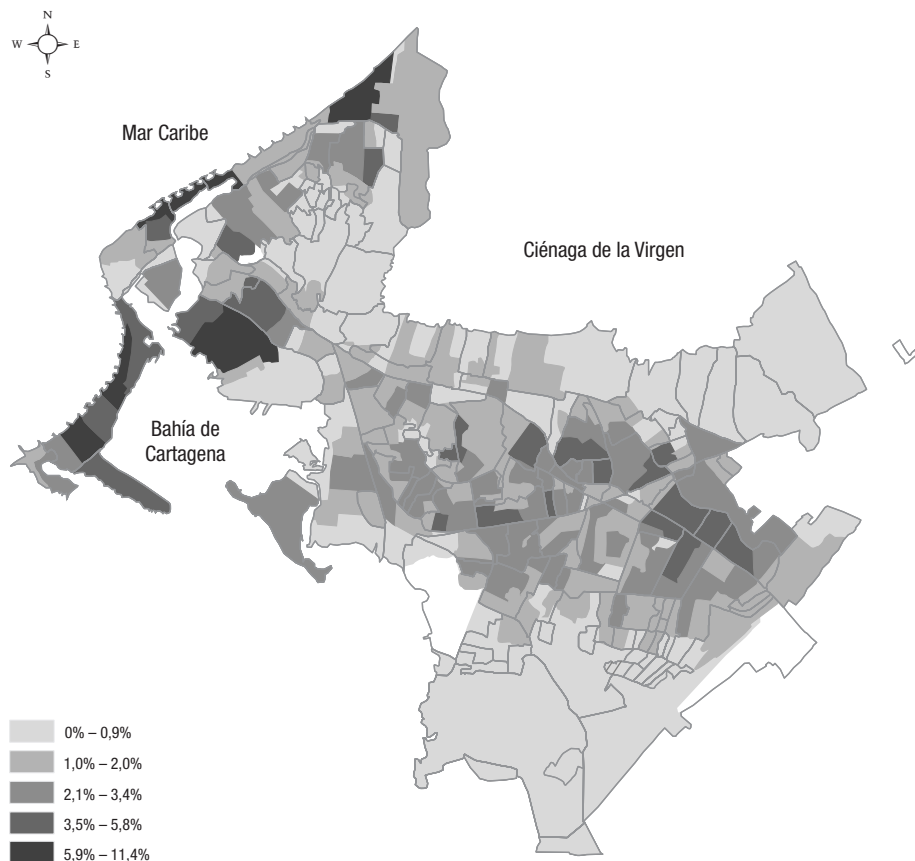 N
W E
S
Mar Caribe
Ciénaga de la Virgen
Bahía de
Cartagena
0% – 0,9%
1,0% – 2,0%
2,1% – 3,4%
3,5% – 5,8%
5,9% – 11,4%